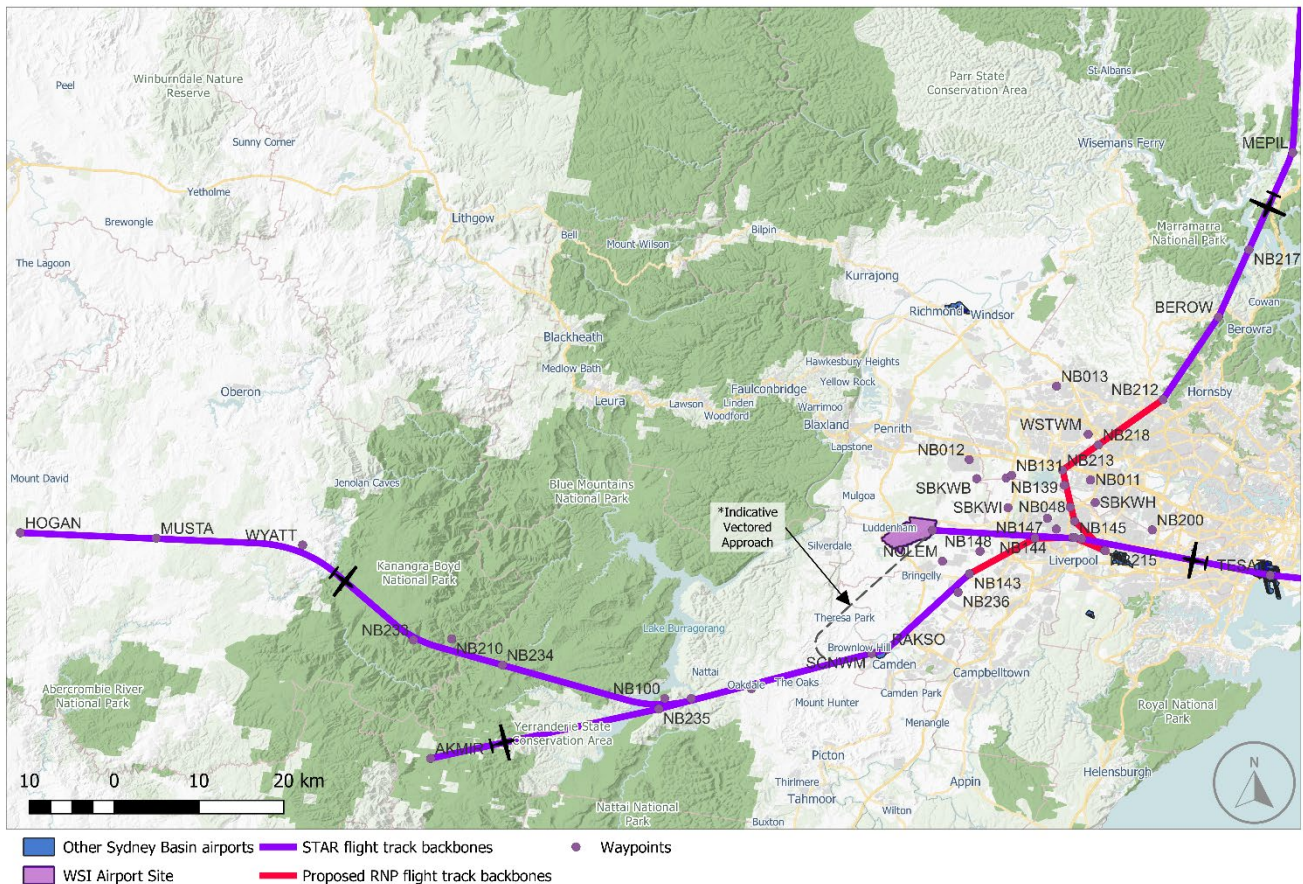 Peel
Winburndale Nature
Reserve
Sunny Corner
Yetholme
Brewongle
The Lagoon
Lithgow
Bell
Mount Wilson
Bilpin
Kurrajong
Richmond
Windsor
Parr State
Conservation Area
St Albans
Wisemans Ferry
MEPIL
Marramarra
National Park
NB217
Cowan
BEROW
Berowra
Hornsby
Blackheath
Medlow Bath
Leura
Lawson
Linden
Woodford
Faulconbridge
Hawkesbury Heights
Yellow Rock
Warrimoo
Blaxland
Penrith
Lapstone
Oberon
NB013
NB212
WSTWM
NB218
NB012
NB131
NB213
NB139
NB011
SBKWB
SBKWH
SBKWI
NB048
NB147
NB145
NB200
Mulgoa
Mount David
Jenolan Caves
Blue Mountains
National Park
*Indicative
Vectored
Approach
Luddenham
Silverdale
NOLEM
NB148
NB144
Bringelly
Liverpool
NB215
TESAT
HOGAN
MUSTA
WYATT
Kanangra-Boyd
National Park
NB143
NB236
Theresa Park
Lake Burragorang
Brownlow Hill
RAKSO
SCNWM
Camden
Campbelltown
NB233
NB210
NB234
Nattai
Oakdale
The Oaks
Abercrombie River
National Park
NB100
NB235
Mount Hunter
Camden Park
Menangle
Royal National
Park
AKMIR
Yerranderie State
Conservation Area
Picton
Thirlmere
Tahmoor
Appin
Helensburgh
Wilton
Nattai National
Park
Buxton
N
10 0 10 20 km
Other Sydney Basin airports STAR flight track backbones Waypoints
WSI Airport Site Proposed RNP flight track backbones